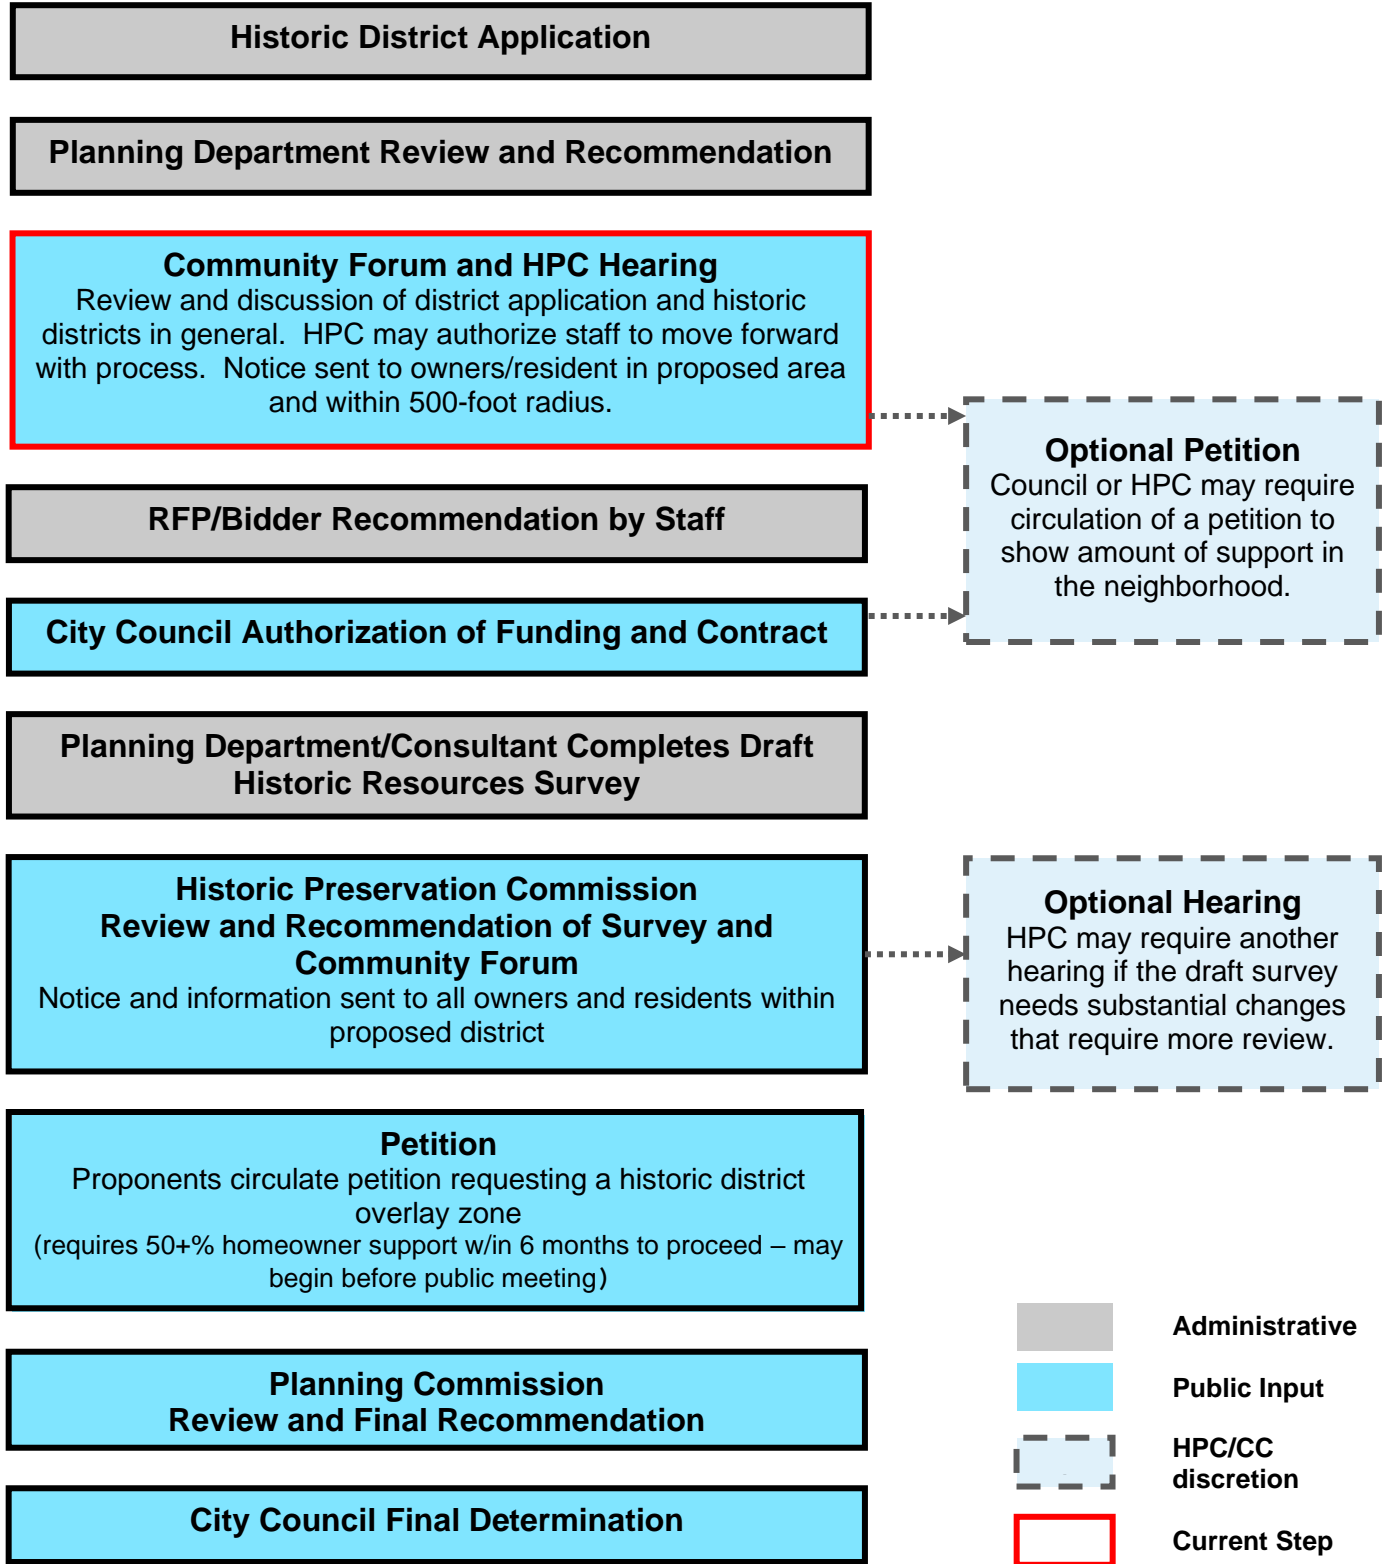 Historic District Application
Planning Department Review and Recommendation
Community Forum and HPC Hearing
Review and discussion of district application and historic
districts in general.  HPC may authorize staff to move forward
with process.  Notice sent to owners/resident in proposed area
and within 500-foot radius.
Optional Petition
Council or HPC may require
circulation of a petition to
show amount of support in
the neighborhood.
RFP/Bidder Recommendation by Staff
City Council Authorization of Funding and Contract
Planning Department/Consultant Completes Draft
Historic Resources Survey
Historic Preservation Commission
Review and Recommendation of Survey and
Community Forum
Notice and information sent to all owners and residents within
proposed district
Optional Hearing
HPC may require another
hearing if the draft survey
needs substantial changes
that require more review.
Petition
Proponents circulate petition requesting a historic district
overlay zone
(requires 50+% homeowner support w/in 6 months to proceed – may
begin before public meeting)
Planning Commission
Review and Final Recommendation
City Council Final Determination
Administrative
Public Input
HPC/CC
discretion
Current Step